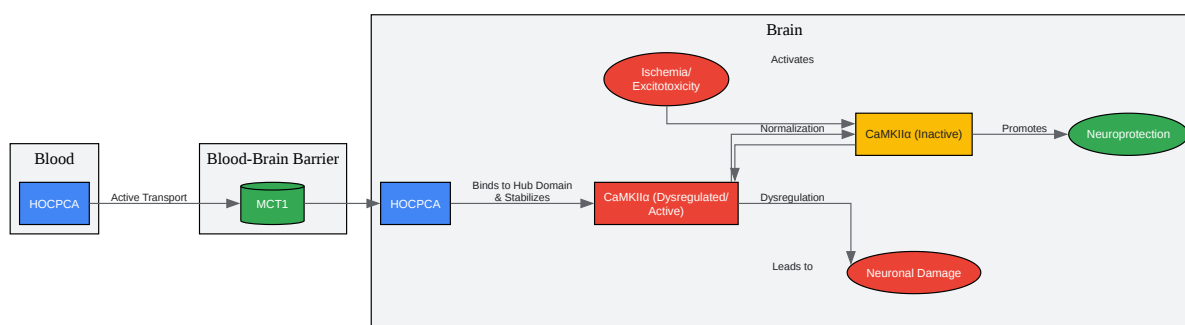 Brain
Activates
Ischemia/
Excitotoxicity
Normalization
CaMKIIα (Inactive)
Promotes
Neuroprotection
Blood
Blood-Brain Barrier
HOCPCA
Active Transport
MCT1
HOCPCA
Binds to Hub Domain
& Stabilizes
CaMKIIα (Dysregulated/
Active)
Dysregulation
Leads to
Neuronal Damage